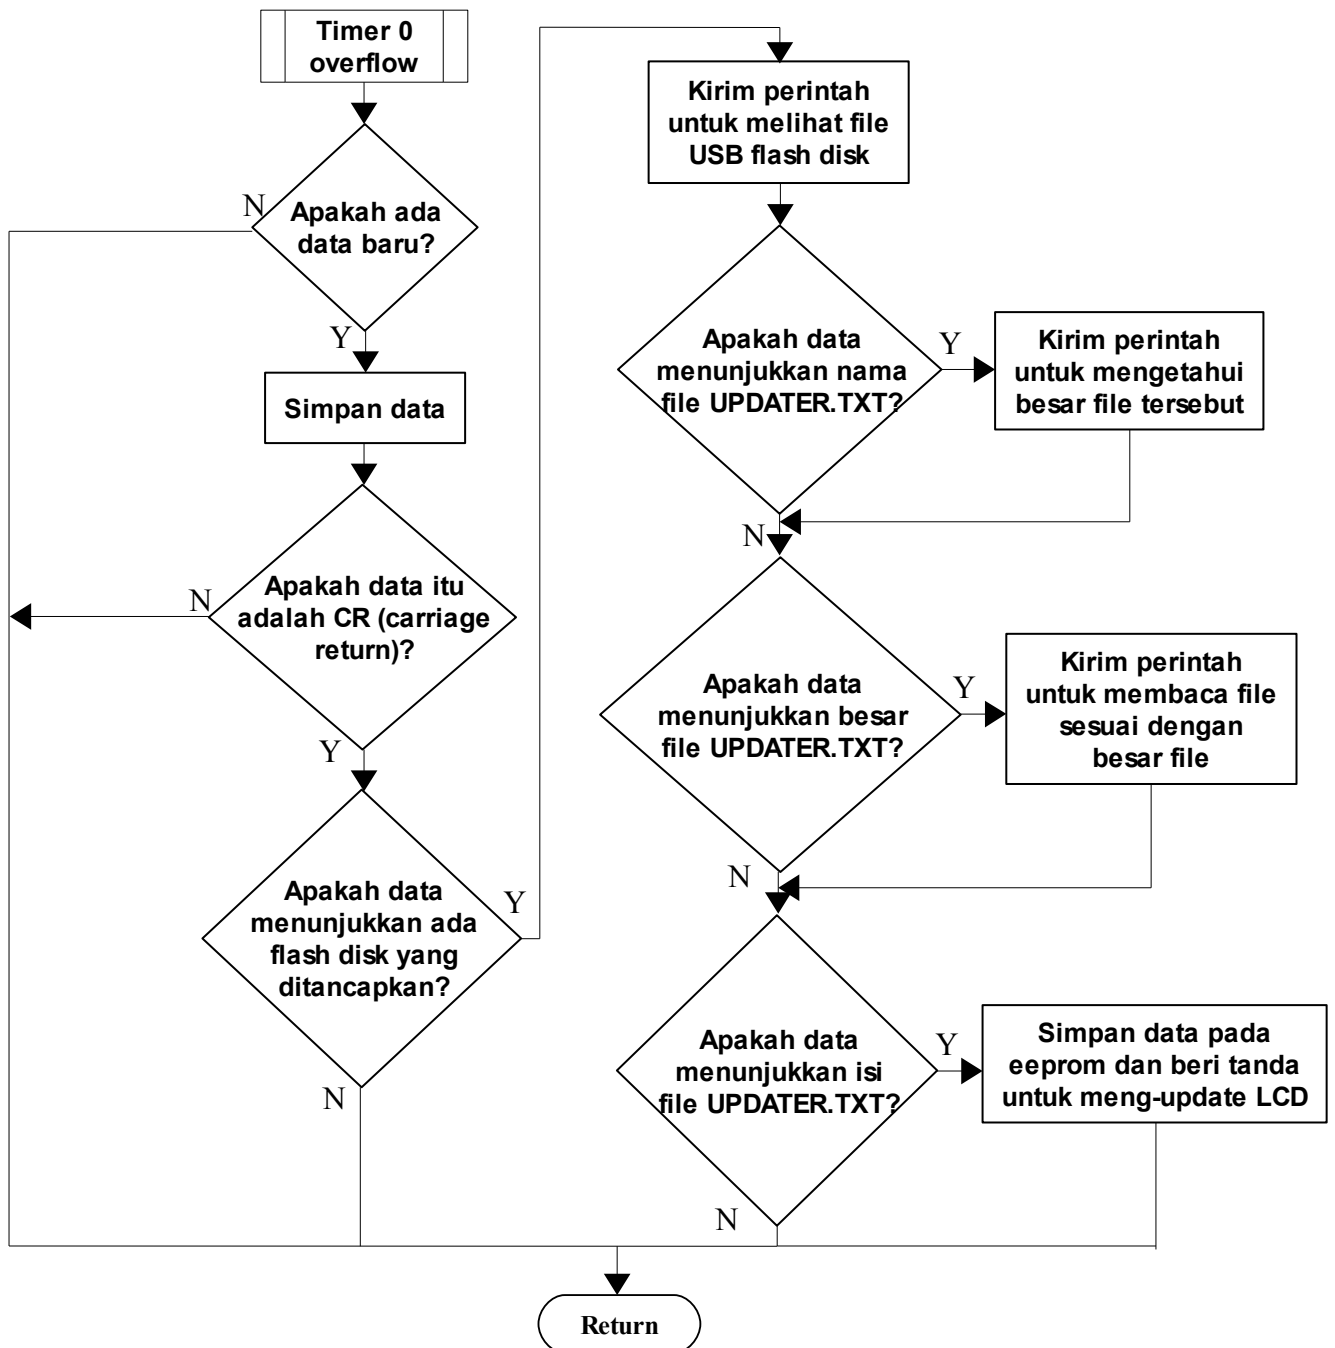 Timer 0
overflow
N
Apakah ada
data baru?
Y
Simpan data
N
Apakah data itu
adalah CR (carriage
return)?
Y
Apakah data
menunjukkan ada
flash disk yang
ditancapkan?
Y
N
Kirim perintah
untuk melihat file
USB flash disk
Apakah data
menunjukkan nama
file UPDATER.TXT?
Y
Kirim perintah
untuk mengetahui
besar file tersebut
N
Apakah data
menunjukkan besar
file UPDATER.TXT?
Y
Kirim perintah
untuk membaca file
sesuai dengan
besar file
N
Apakah data
menunjukkan isi
file UPDATER.TXT?
Y
Simpan data pada
eeprom dan beri tanda
untuk meng-update LCD
N
Return